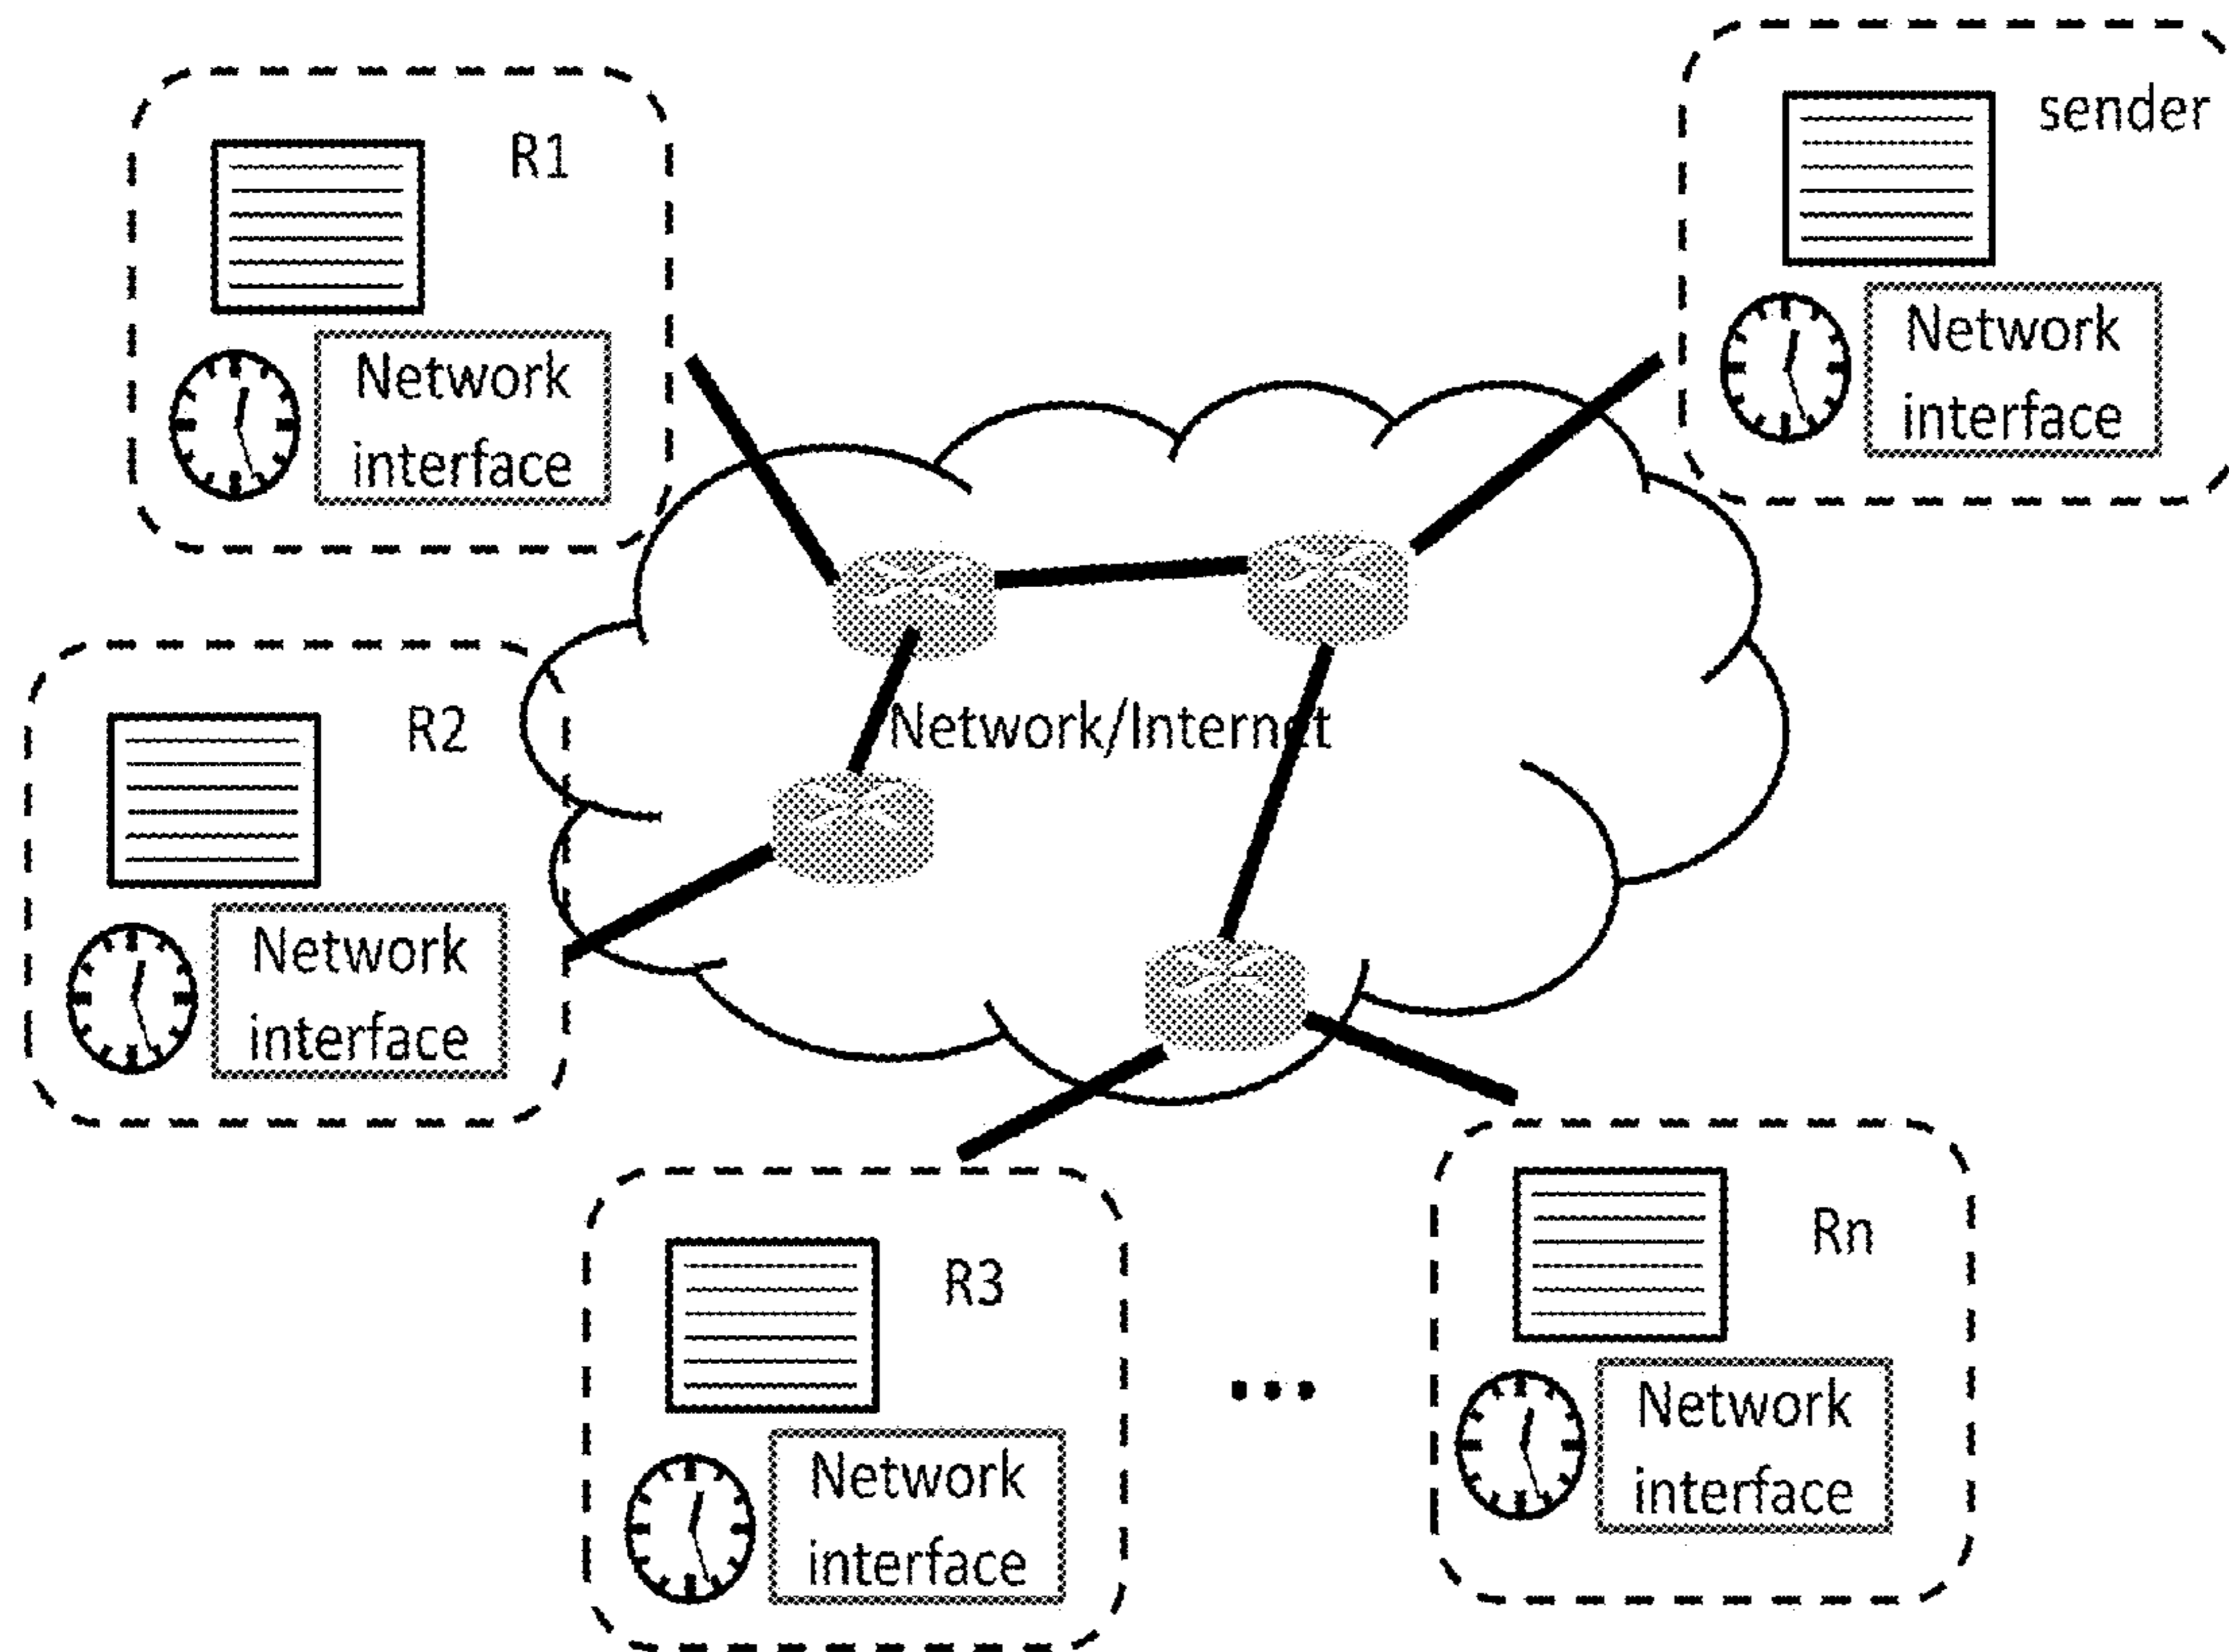 R1
Network
interface
sender
Network
interface
R2
Network
interface
Network/Internet
R3
Network
interface
...
Rn
Network
interface